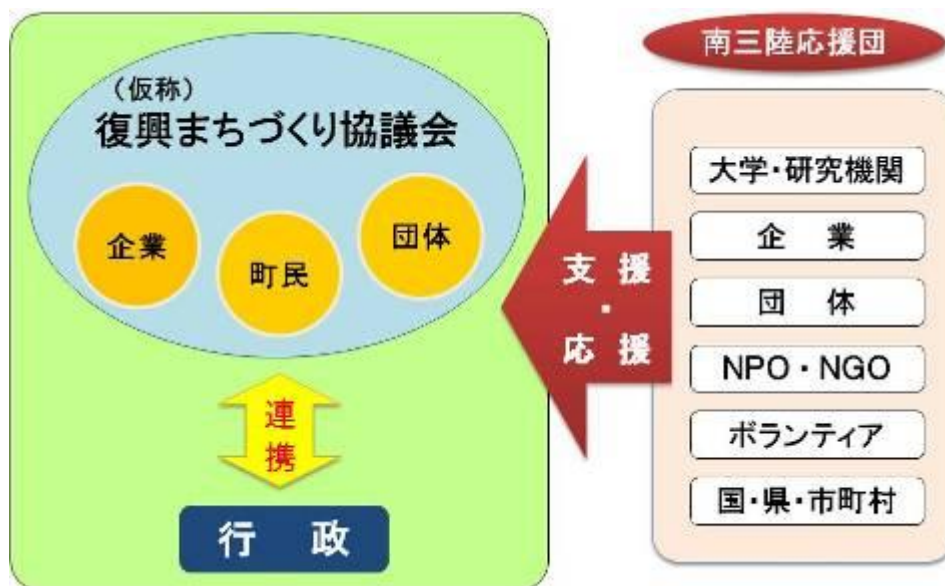 （仮称）
復興まちづくり協議会
企業
町民
団体
連
携
行　政
支　援
・
応　援
南三陸応援団
大学・研究機関
企　業
団　体
NPO・NGO
ボランティア
国・県・市町村